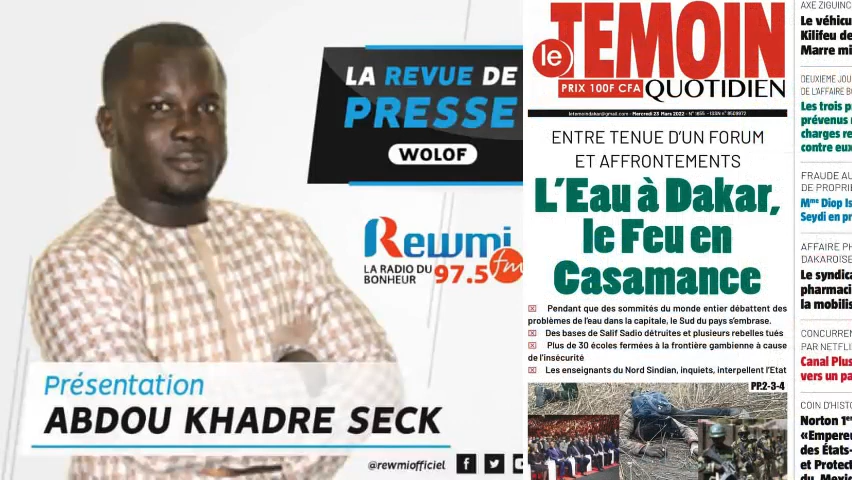 LA REVUE DE
PRESSE
WOLOF
Rewmi fm
LA RADIO DU
BONHEUR
97.5
Présentation
ABDOU KHADRE SECK
@rewmiofficiel
le TEMOIN
PRIX 100F CFA QUOTIDIEN
Mercredi 23 Mars 2022
ENTRE TENUE D'UN FORUM
ET AFFRONTEMENTS
L'Eau à Dakar,
le Feu en
Casamance
Pendant que des sommités du monde entier débattent des
problèmes de l'eau dans la capitale, le Sud du pays s'embrase.
Des bases de Salif Sadio détruites et plusieurs rebelles tués
Plus de 30 écoles fermées à la frontière gambienne à cause
de l'insécurité
Les enseignants du Nord Sindian, inquiets, interpellent l'Etat
PP.2-3-4
AXE ZIGUINC
Le véhicu
Kilifeu de
Marre mi
DEUXIEME JOU
DE L'AFFAIRE B
Les trois p
prévenus
charges re
contre eux
FRAUDE AU
DE PROPRIE
Mme Diop Is
Seydi en pr
AFFAIRE PH
DAKAROISE
Le syndica
pharmaci
la mobilis
CONCURREN
PAR NETFLI
Canal Plus
vers un pa
COIN D'HISTO
Norton 1er
«Empereu
des États-
et Protect
du Mexic